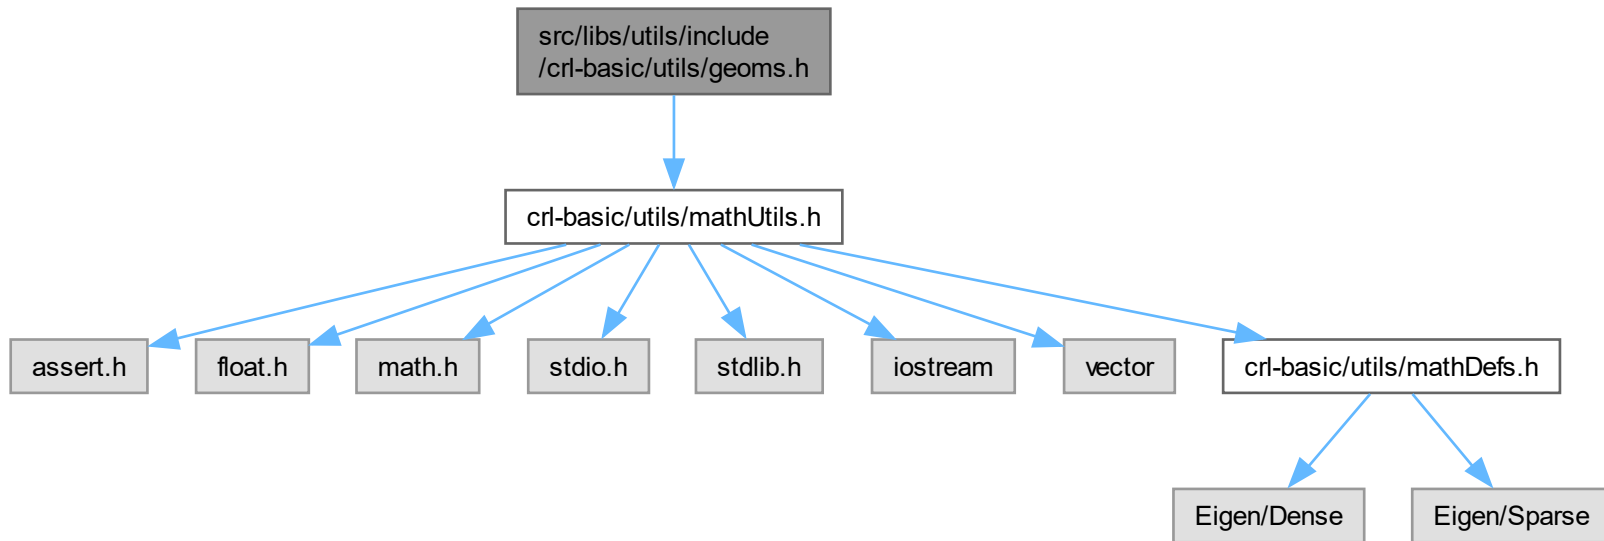 src/libs/utils/include
/crl-basic/utils/geoms.h
crl-basic/utils/mathUtils.h
assert.h
float.h
math.h
stdio.h
stdlib.h
iostream
vector
crl-basic/utils/mathDefs.h
Eigen/Dense
Eigen/Sparse